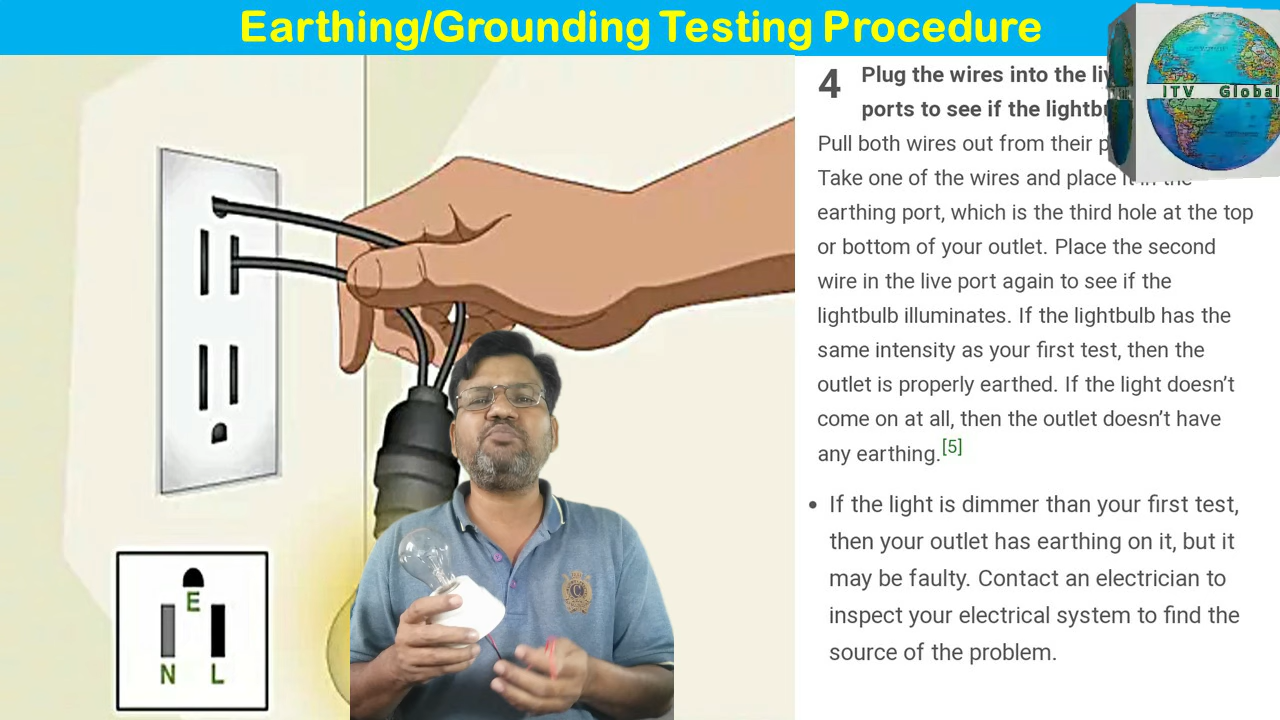 Earthing/Grounding Testing Procedure
ITV Global
4 Plug the wires into the
ports to see if the
Pull both wires out from their
Take one of the wires and place it in the
earthing port, which is the third hole at the top
or bottom of your outlet. Place the second
wire in the live port again to see if the
lightbulb illuminates. If the lightbulb has the
same intensity as your first test, then the
outlet is properly earthed. If the light doesn't
come on at all, then the outlet doesn't have
any earthing.[5]
• If the light is dimmer than your first test,
then your outlet has earthing on it, but it
may be faulty. Contact an electrician to
inspect your electrical system to find the
source of the problem.
E
N L
C